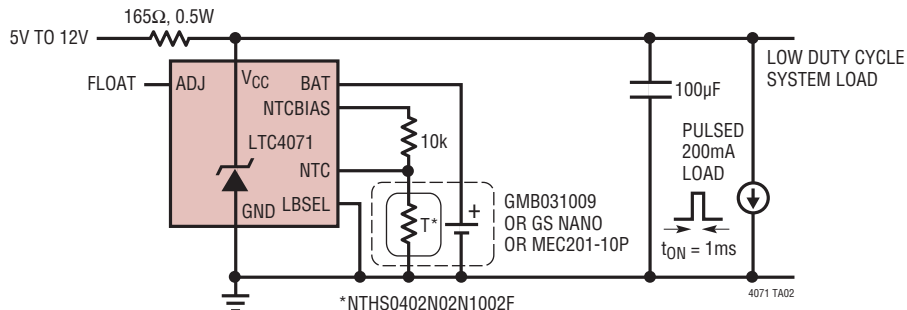 165Ω, 0.5W
5V TO 12V
FLOAT
ADJ
VCC
BAT
NTCBIAS
LTC4071
NTC
GND
LBSEL
10k
T*
+
GMB031009
OR GS NANO
OR MEC201-10P
100µF
LOW DUTY CYCLE
SYSTEM LOAD
PULSED
200mA
LOAD
tON = 1ms
4071 TA02
*NTHS0402N02N1002F